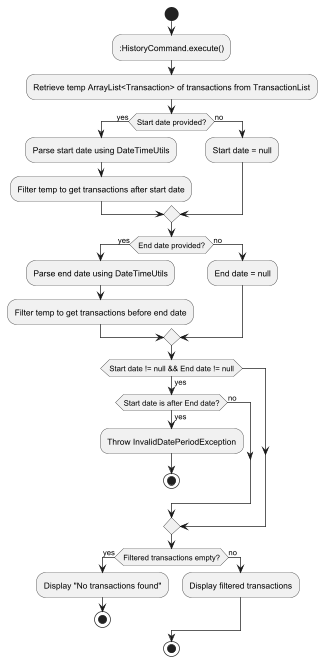 :HistoryCommand.execute()
Retrieve temp ArrayList<Transaction> of transactions from TransactionList
yes
Start date provided?
no
Parse start date using DateTimeUtils
Start date = null
Filter temp to get transactions after start date
yes
End date provided?
no
Parse end date using DateTimeUtils
End date = null
Filter temp to get transactions before end date
Start date != null && End date != null
yes
Start date is after End date?
no
yes
Throw InvalidDatePeriodException
yes
Filtered transactions empty?
no
Display "No transactions found"
Display filtered transactions